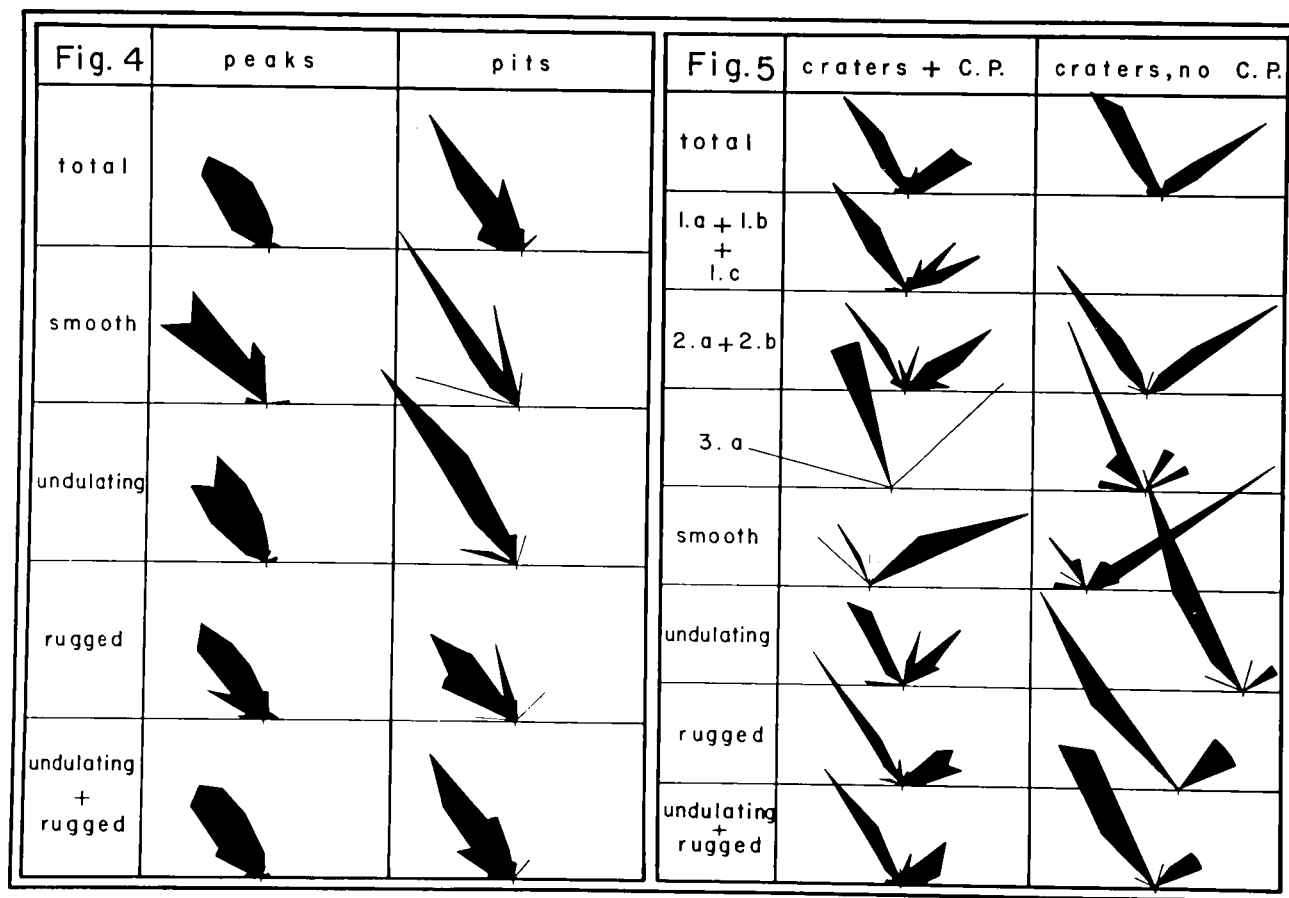 Fig. 4 peaks pits
total
smooth
undulating
rugged
undulating
+
rugged
Fig. 5 craters + C.P. craters, no C.P.
total
1.a + 1.b
+
1.c
2.a + 2.b
3.a
smooth
undulating
rugged
undulating
+
rugged